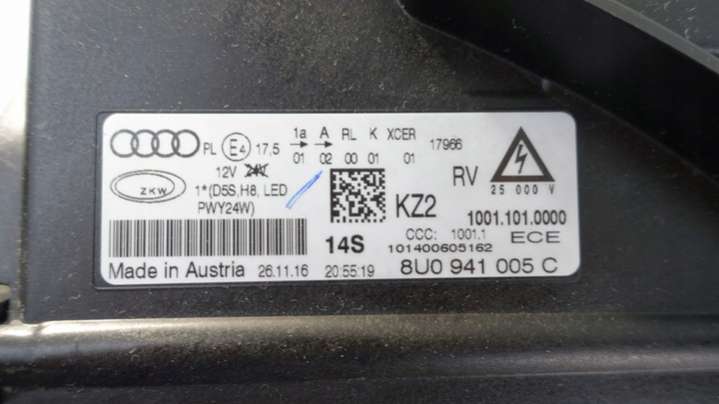 1a A RL K XCER
PL E4 17,5 → → 17966
01 02 00 01 01
12V 24V
ZKW 1*(D5S,H8, LED
PWY24W)
RV 25 000 V
KZ2 1001.101.0000
14S CCC: 1001.1 ECE
101400605162
Made in Austria 26.11.16 20:55:19 8U0 941 005 C